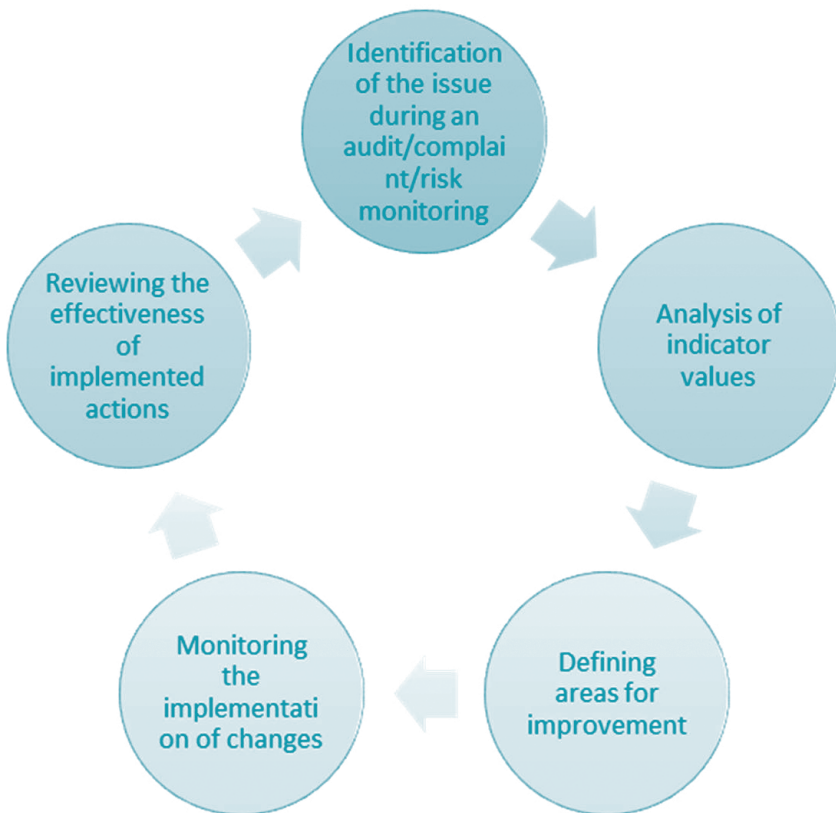 Identification
of the issue
during an
audit/complai
nt/risk
monitoring
Analysis of
indicator
values
Defining
areas for
improvement
Monitoring
the
implementati
on of changes
Reviewing the
effectiveness
of
implemented
actions